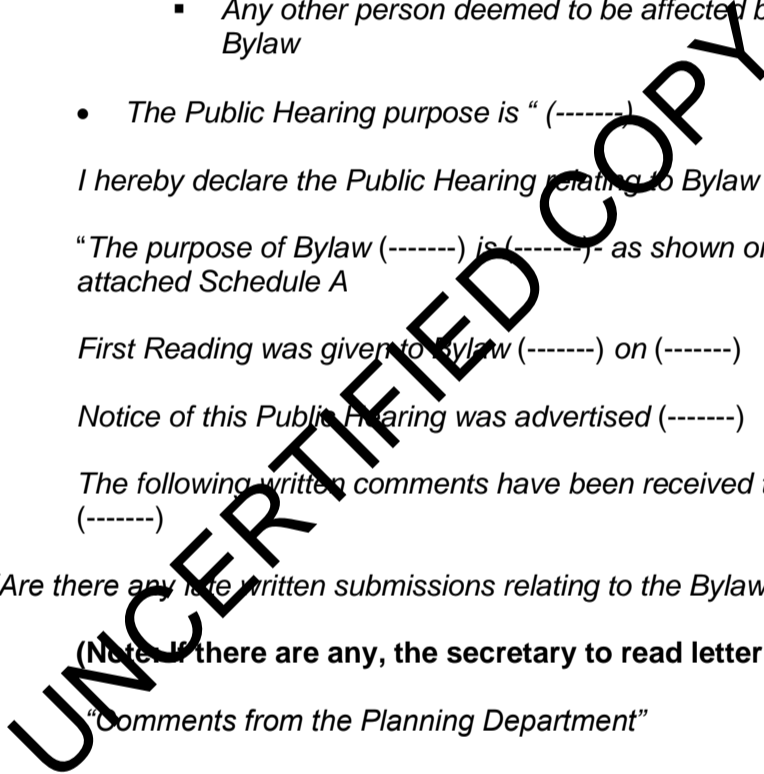 ▪ Any other person deemed to be affected b
Bylaw
• The Public Hearing purpose is “ (-------)
I hereby declare the Public Hearing relating to Bylaw
“The purpose of Bylaw (-------) is (-------)- as shown on
attached Schedule A
First Reading was given to Bylaw (-------) on (-------)
Notice of this Public Hearing was advertised (-------)
The following written comments have been received
(-------)
Are there any late written submissions relating to the Bylaw
(Note: If there are any, the secretary to read letter
“Comments from the Planning Department”
UNCERTIFIED COPY